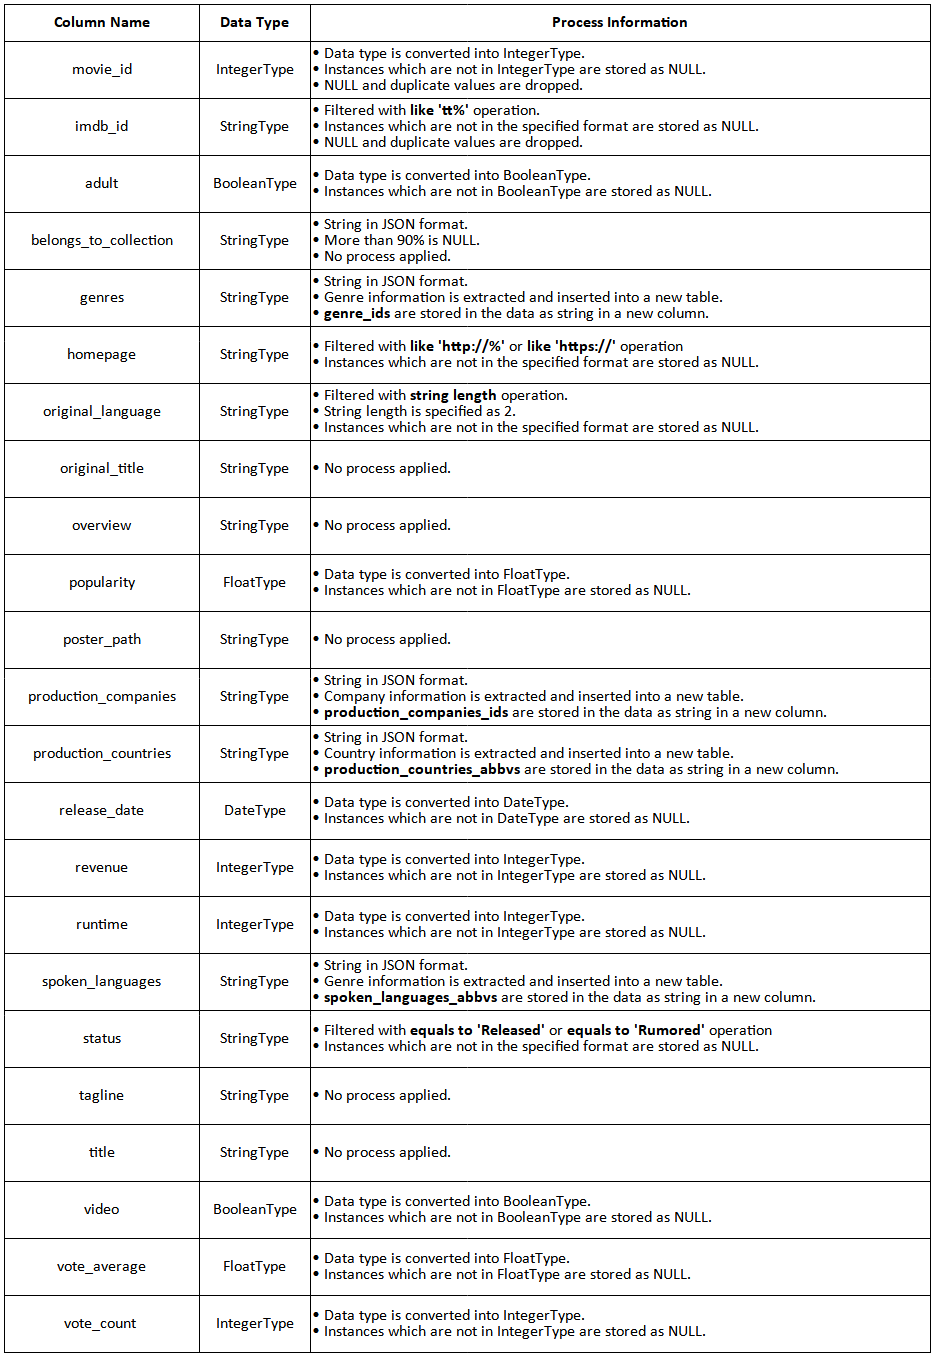 Column Name Data Type Process Information
movie_id IntegerType
• Data type is converted into IntegerType.
• Instances which are not in IntegerType are stored as NULL.
• NULL and duplicate values are dropped.
imdb_id StringType
• Filtered with like 'tt%' operation.
• Instances which are not in the specified format are stored as NULL.
• NULL and duplicate values are dropped.
adult BooleanType
• Data type is converted into BooleanType.
• Instances which are not in BooleanType are stored as NULL.
belongs_to_collection StringType
• String in JSON format.
• More than 90% is NULL.
• No process applied.
genres StringType
• String in JSON format.
• Genre information is extracted and inserted into a new table.
• genre_ids are stored in the data as string in a new column.
homepage StringType
• Filtered with like 'http://%' or like 'https://' operation
• Instances which are not in the specified format are stored as NULL.
original_language StringType
• Filtered with string length operation.
• String length is specified as 2.
• Instances which are not in the specified format are stored as NULL.
original_title StringType
• No process applied.
overview StringType
• No process applied.
popularity FloatType
• Data type is converted into FloatType.
• Instances which are not in FloatType are stored as NULL.
poster_path StringType
• No process applied.
production_companies StringType
• String in JSON format.
• Company information is extracted and inserted into a new table.
• production_companies_ids are stored in the data as string in a new column.
production_countries StringType
• String in JSON format.
• Country information is extracted and inserted into a new table.
• production_countries_abbvs are stored in the data as string in a new column.
release_date DateType
• Data type is converted into DateType.
• Instances which are not in DateType are stored as NULL.
revenue IntegerType
• Data type is converted into IntegerType.
• Instances which are not in IntegerType are stored as NULL.
runtime IntegerType
• Data type is converted into IntegerType.
• Instances which are not in IntegerType are stored as NULL.
spoken_languages StringType
• String in JSON format.
• Genre information is extracted and inserted into a new table.
• spoken_languages_abbvs are stored in the data as string in a new column.
status StringType
• Filtered with equals to 'Released' or equals to 'Rumored' operation
• Instances which are not in the specified format are stored as NULL.
tagline StringType
• No process applied.
title StringType
• No process applied.
video BooleanType
• Data type is converted into BooleanType.
• Instances which are not in BooleanType are stored as NULL.
vote_average FloatType
• Data type is converted into FloatType.
• Instances which are not in FloatType are stored as NULL.
vote_count IntegerType
• Data type is converted into IntegerType.
• Instances which are not in IntegerType are stored as NULL.